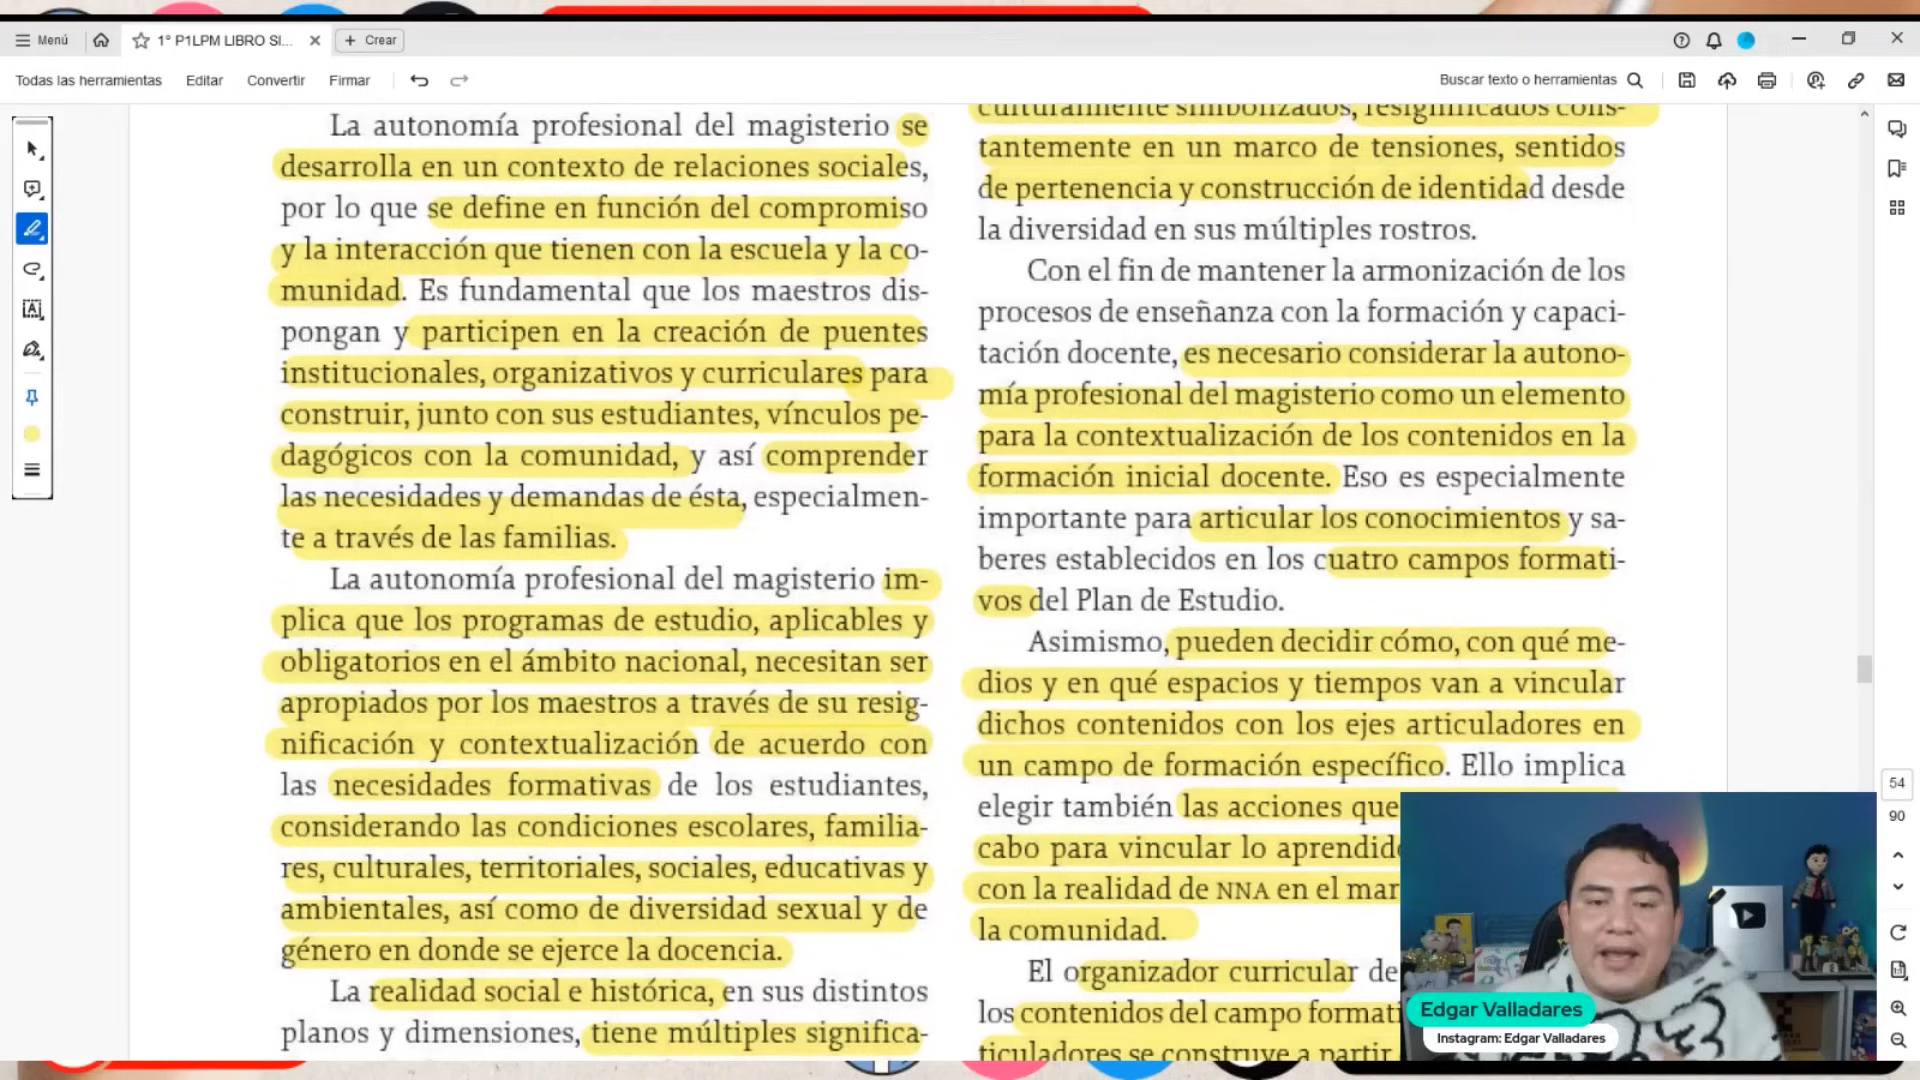 Menú
1° P1LPM LIBRO SI...
Crear
Todas las herramientas
Editar
Convertir
Firmar
Buscar texto o herramientas
La autonomía profesional del magisterio se
desarrolla en un contexto de relaciones sociales,
por lo que se define en función del compromiso
y la interacción que tienen con la escuela y la co-
munidad. Es fundamental que los maestros dis-
pongan y participen en la creación de puentes
institucionales, organizativos y curriculares para
construir, junto con sus estudiantes, vínculos pe-
dagógicos con la comunidad, y así comprender
las necesidades y demandas de ésta, especialmen-
te a través de las familias.
La autonomía profesional del magisterio im-
plica que los programas de estudio, aplicables y
obligatorios en el ámbito nacional, necesitan ser
apropiados por los maestros a través de su resig-
nificación y contextualización de acuerdo con
las necesidades formativas de los estudiantes,
considerando las condiciones escolares, familia-
res, culturales, territoriales, sociales, educativas y
ambientales, así como de diversidad sexual y de
género en donde se ejerce la docencia.
La realidad social e histórica, en sus distintos
planos y dimensiones, tiene múltiples significa-
culturalmente simbolizados, resignificados cons-
tantemente en un marco de tensiones, sentidos
de pertenencia y construcción de identidad desde
la diversidad en sus múltiples rostros.
Con el fin de mantener la armonización de los
procesos de enseñanza con la formación y capaci-
tación docente, es necesario considerar la autono-
mía profesional del magisterio como un elemento
para la contextualización de los contenidos en la
formación inicial docente. Eso es especialmente
importante para articular los conocimientos y sa-
beres establecidos en los cuatro campos formati-
vos del Plan de Estudio.
Asimismo, pueden decidir cómo, con qué me-
dios y en qué espacios y tiempos van a vincular
dichos contenidos con los ejes articuladores en
un campo de formación específico. Ello implica
elegir también las acciones que
cabo para vincular lo aprendido
con la realidad de NNA en el mar
la comunidad.
El organizador curricular de
los contenidos del campo formati
ticuladores se construye a partir
54
90
Edgar Valladares
Instagram: Edgar Valladares